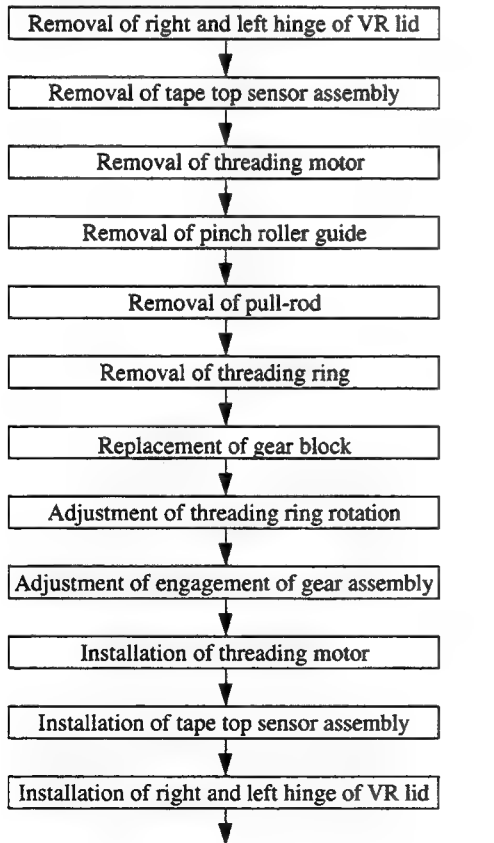 Removal of right and left hinge of VR lid
Removal of tape top sensor assembly
Removal of threading motor
Removal of pinch roller guide
Removal of pull-rod
Removal of threading ring
Replacement of gear block
Adjustment of threading ring rotation
Adjustment of engagement of gear assembly
Installation of threading motor
Installation of tape top sensor assembly
Installation of right and left hinge of VR lid